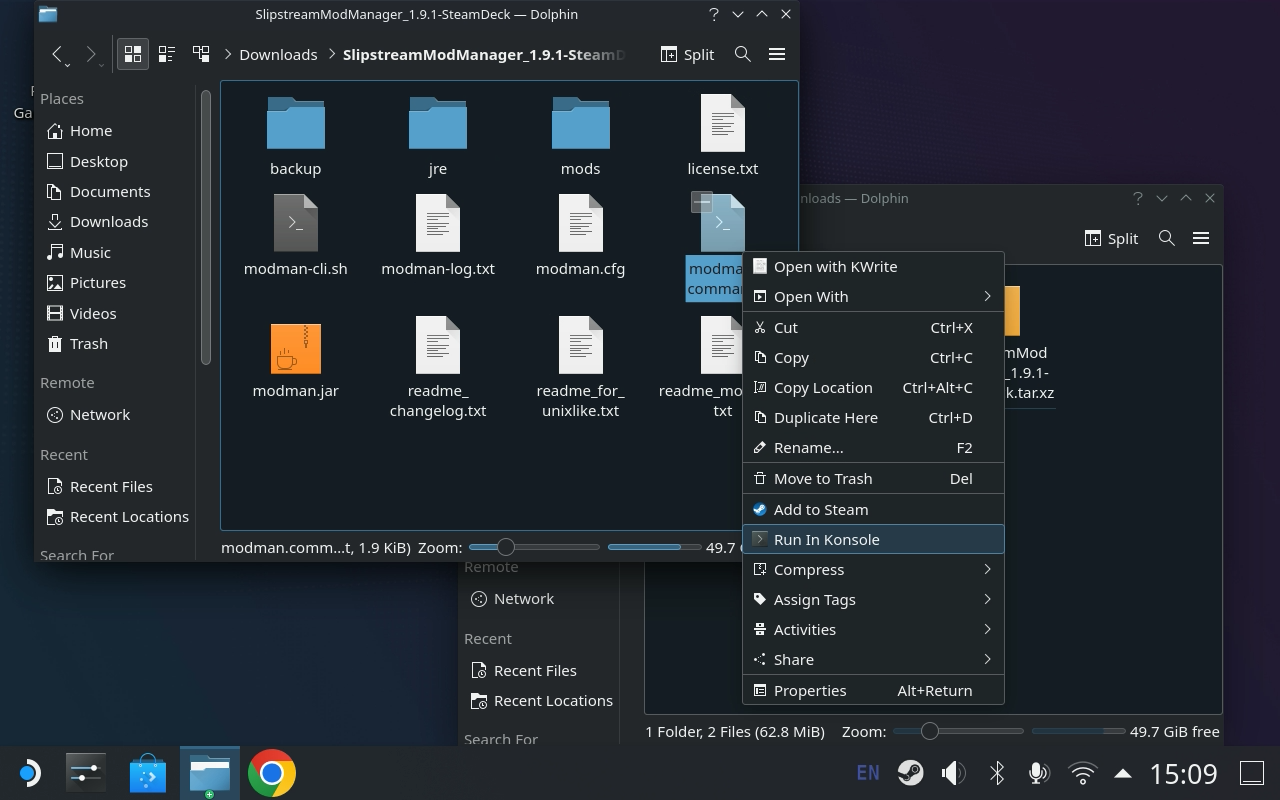 SlipstreamModManager_1.9.1-SteamDeck — Dolphin
Downloads
SlipstreamModManager_1.9.1-SteamD
Split
Places
Home
Desktop
Documents
Downloads
Music
Pictures
Videos
Trash
Remote
Network
Recent
Recent Files
Recent Locations
Search For
backup
jre
mods
license.txt
modman-cli.sh
modman-log.txt
modman.cfg
modma
comma
modman.jar
readme_
changelog.txt
readme_for_
unixlike.txt
readme_mo
txt
modman.comm...t, 1.9 KiB)
Zoom:
49.7
Ga
nloads — Dolphin
Split
mMod
_1.9.1-
k.tar.xz
Open with KWrite
Open With
Cut Ctrl+X
Copy Ctrl+C
Copy Location Ctrl+Alt+C
Duplicate Here Ctrl+D
Rename... F2
Move to Trash Del
Add to Steam
Run In Konsole
Compress
Assign Tags
Activities
Share
Properties Alt+Return
Remote
Network
Recent
Recent Files
Recent Locations
Search For
1 Folder, 2 Files (62.8 MiB)
Zoom:
49.7 GiB free
EN
15:09